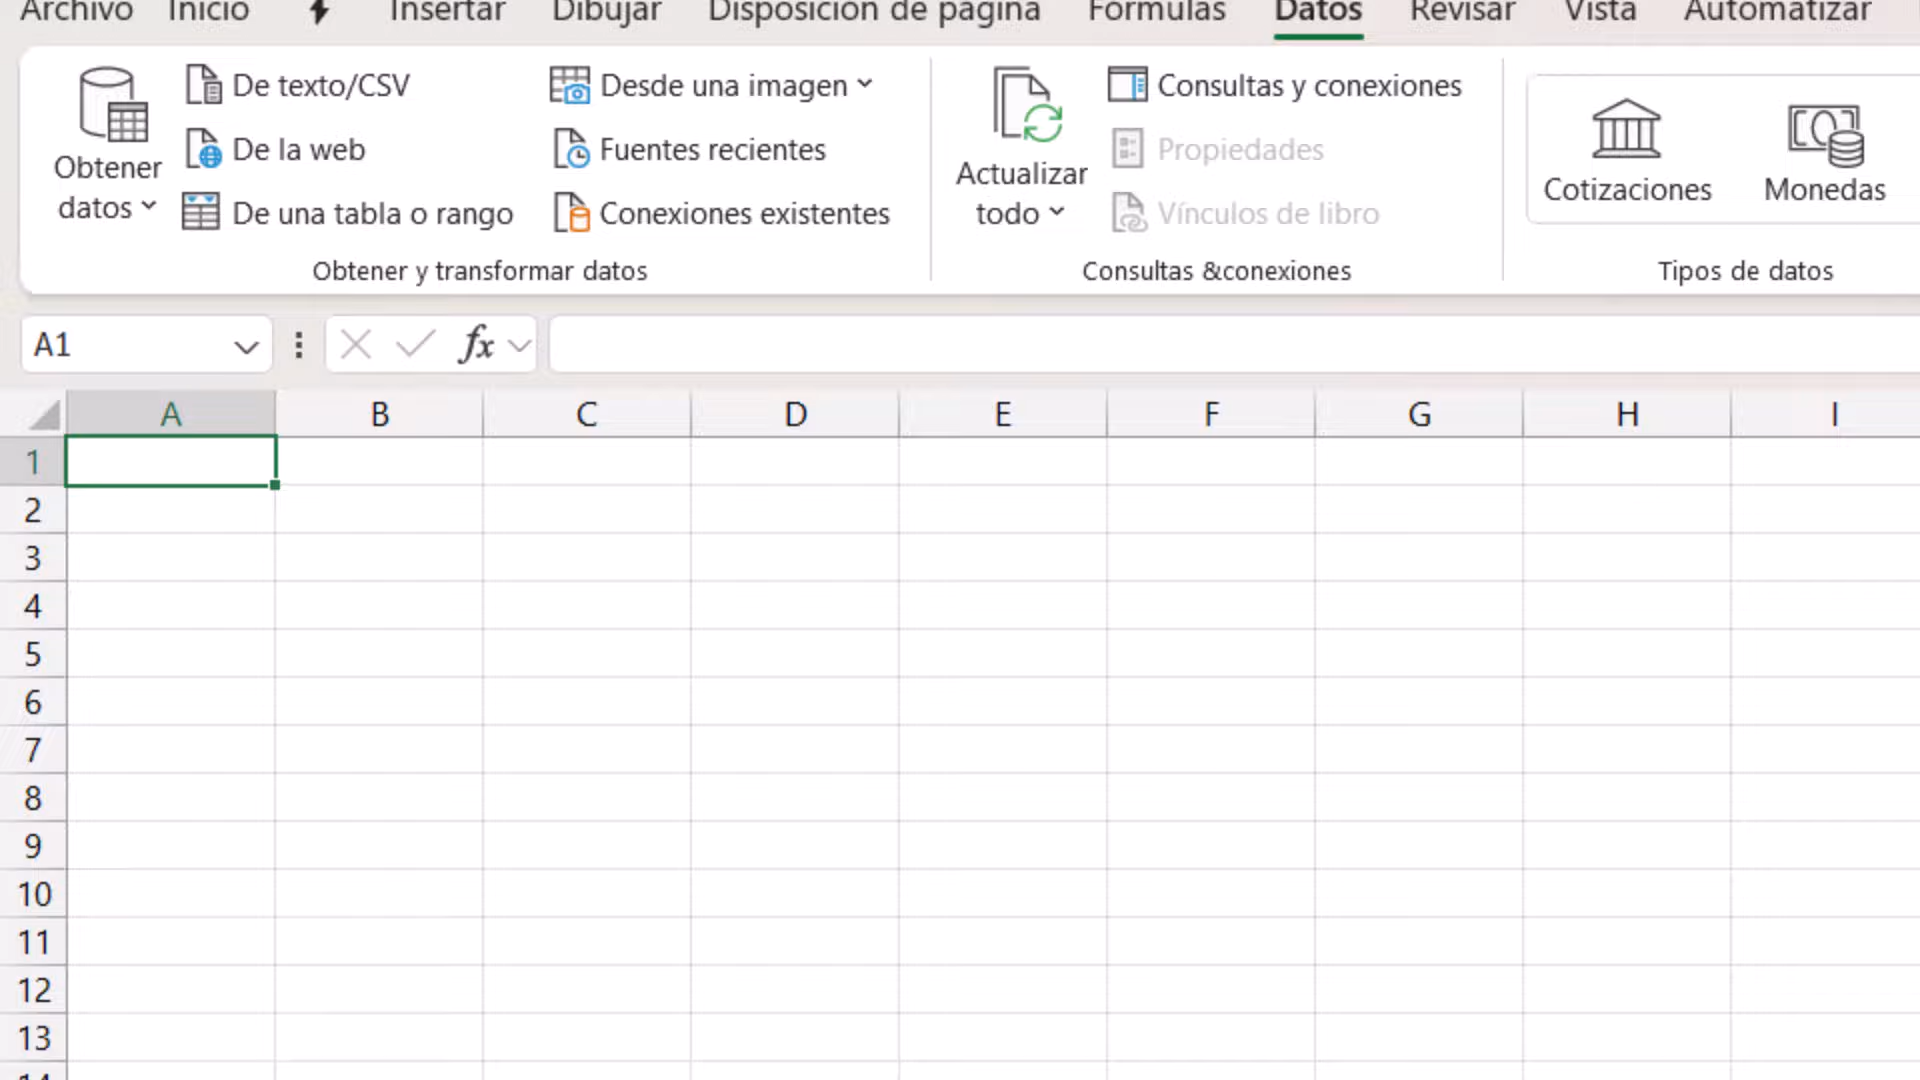 Archivo Inicio Insertar Dibujar Disposición de página Fórmulas Datos Revisar Vista Automatizar
Obtener datos
De texto/CSV
De la web
De una tabla o rango
Desde una imagen
Fuentes recientes
Conexiones existentes
Obtener y transformar datos
Actualizar todo
Consultas y conexiones
Propiedades
Vínculos de libro
Consultas &conexiones
Cotizaciones
Monedas
Tipos de datos
A1
fx
A B C D E F G H I
1
2
3
4
5
6
7
8
9
10
11
12
13
14